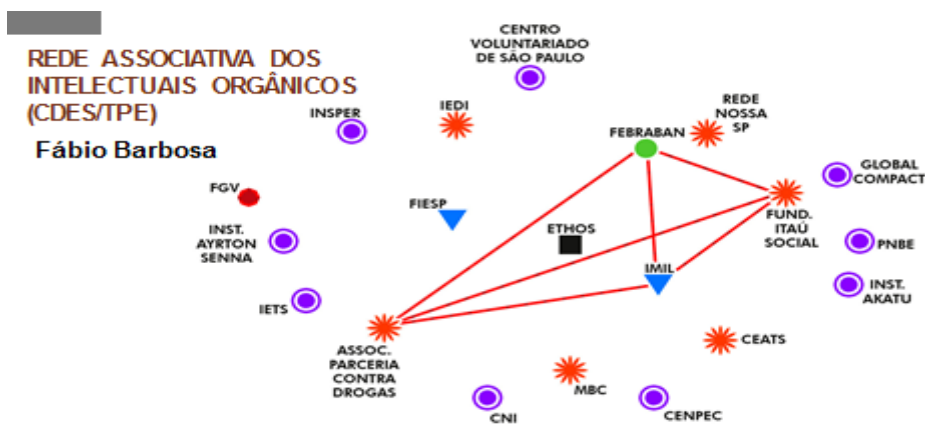 REDE ASSOCIATIVA DOS
INTELECTUAIS ORGÂNICOS
(CDES/TPE)
Fábio Barbosa
CENTRO
VOLUNTARIADO
DE SÃO PAULO
INSPER
IEDI
REDE
NOSSA
SP
FEBRABAN
GLOBAL
COMPACT
FGV
FIESP
FUND.
ITAÚ
SOCIAL
INST.
AYRTON
SENNA
ETHOS
PNBE
IMIL
INST.
AKATU
IETS
ASSOC.
PARCERIA
CONTRA
DROGAS
CEATS
MBC
CNI
CENPEC